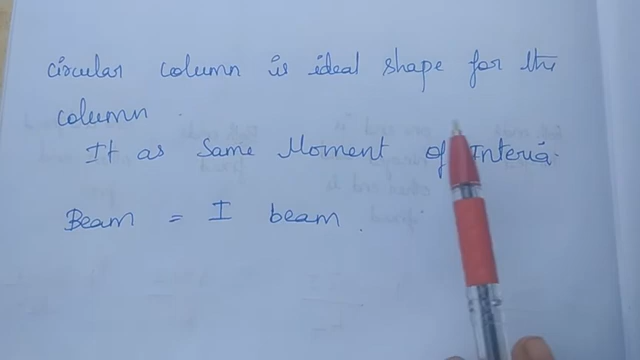 circular column is ideal shape for the
column.
It as same Moment of Interia.
Beam = I beam.